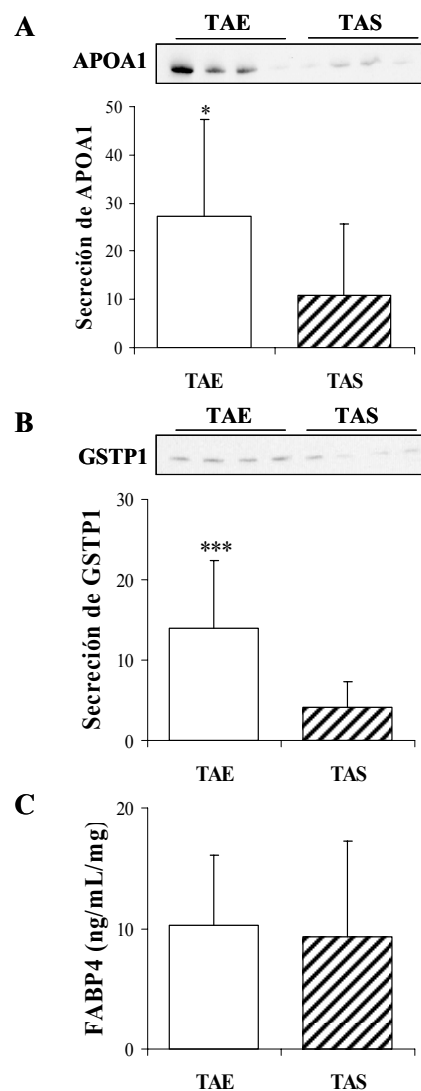 A
TAE TAS
APOA1
Secreción de APOA1
50
40
30
20
10
0
*
TAE TAS
B
TAE TAS
GSTP1
Secreción de GSTP1
30
20
10
0
***
TAE TAS
C
FABP4 (ng/mL/mg)
20
10
0
TAE TAS